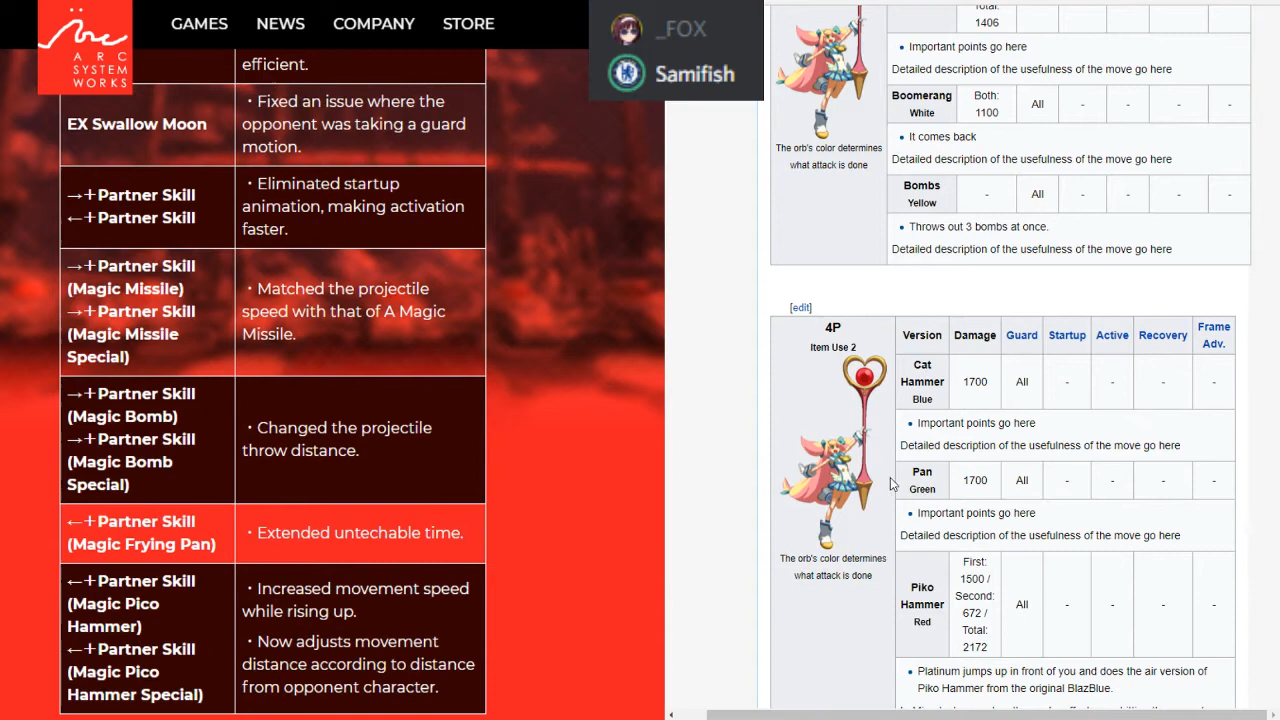 ARC
SYSTEM
WORKS
GAMES NEWS COMPANY STORE
_FOX
Samifish
efficient.
EX Swallow Moon
・Fixed an issue where the
opponent was taking a guard
motion.
→+Partner Skill
←+Partner Skill
・Eliminated startup
animation, making activation
faster.
→+Partner Skill
(Magic Missile)
→+Partner Skill
(Magic Missile
Special)
・Matched the projectile
speed with that of A Magic
Missile.
→+Partner Skill
(Magic Bomb)
→+Partner Skill
(Magic Bomb
Special)
・Changed the projectile
throw distance.
←+Partner Skill
(Magic Frying Pan)
・Extended untechable time.
←+Partner Skill
(Magic Pico
Hammer)
←+Partner Skill
(Magic Pico
Hammer Special)
・Increased movement speed
while rising up.
・Now adjusts movement
distance according to distance
from opponent character.
The orb's color determines
what attack is done
Total:
1406
• Important points go here
Detailed description of the usefulness of the move go here
Boomerang
White
Both:
1100
All - - - -
• It comes back
Detailed description of the usefulness of the move go here
Bombs
Yellow
- All - - - -
• Throws out 3 bombs at once.
Detailed description of the usefulness of the move go here
[edit]
4P
Item Use 2
The orb's color determines
what attack is done
Version Damage Guard Startup Active Recovery Frame
Adv.
Cat
Hammer
Blue
1700 All - - - -
• Important points go here
Detailed description of the usefulness of the move go here
Pan
Green
1700 All - - - -
• Important points go here
Detailed description of the usefulness of the move go here
Piko
Hammer
Red
First:
1500 /
Second:
672 /
Total:
2172
All - - - -
• Platinum jumps up in front of you and does the air version of
Piko Hammer from the original BlazBlue.